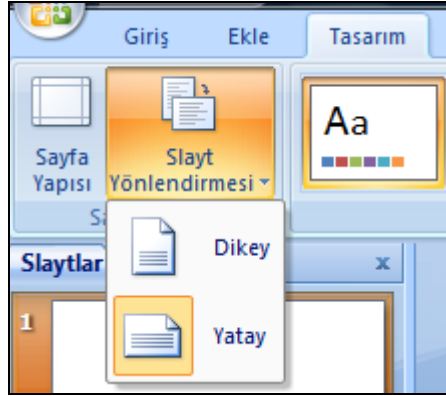 Giriş Ekle Tasarım
Sayfa
Yapısı
Slayt
Yönlendirmesi
Aa
Dikey
Yatay
Slaytlar x
1